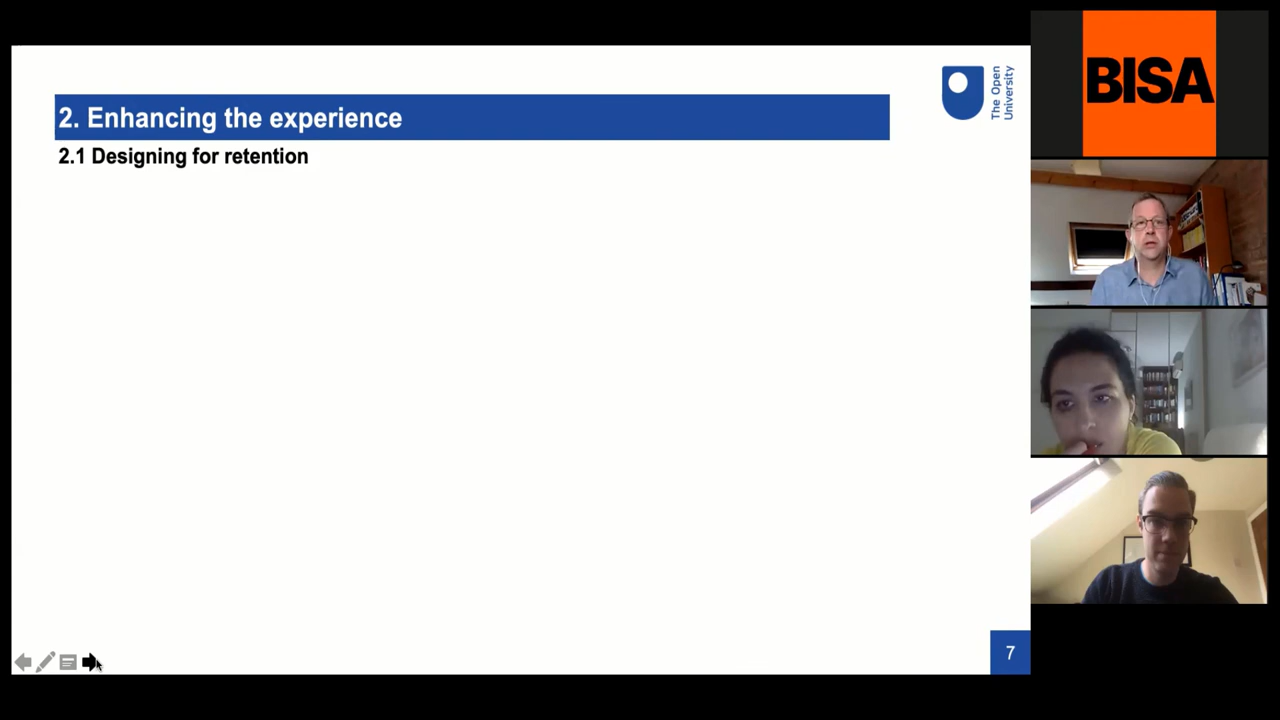 2. Enhancing the experience
2.1 Designing for retention
The Open
University
7
BISA